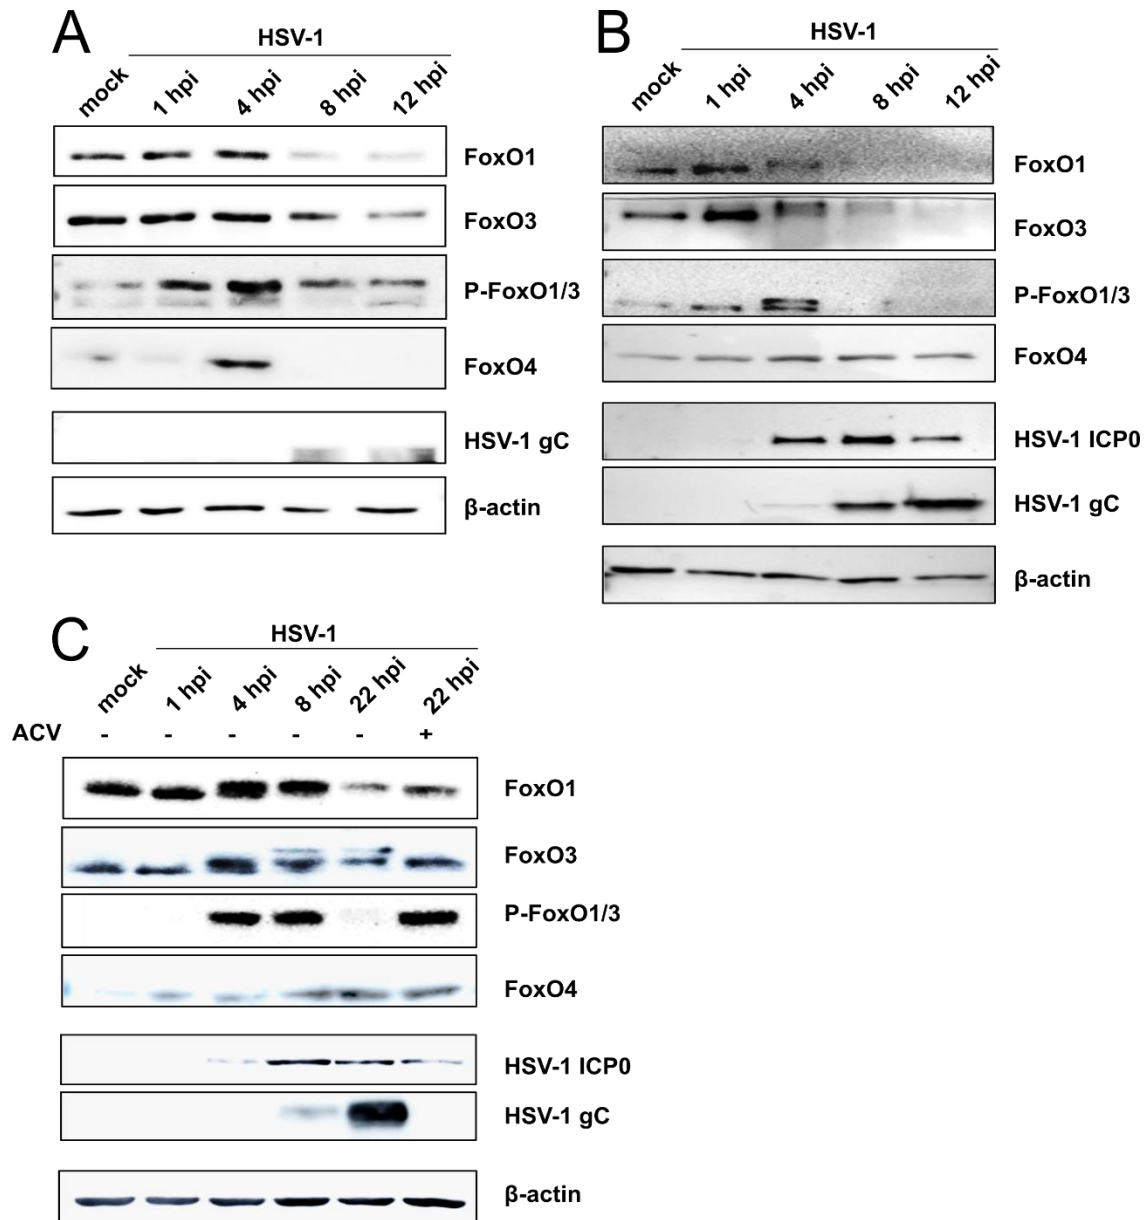 A
HSV-1
mock 1 hpi 4 hpi 8 hpi 12 hpi
FoxO1
FoxO3
P-FoxO1/3
FoxO4
HSV-1 gC
β-actin
B
HSV-1
mock 1 hpi 4 hpi 8 hpi 12 hpi
FoxO1
FoxO3
P-FoxO1/3
FoxO4
HSV-1 ICP0
HSV-1 gC
β-actin
C
HSV-1
mock 1 hpi 4 hpi 8 hpi 22 hpi 22 hpi
ACV - - - - - +
FoxO1
FoxO3
P-FoxO1/3
FoxO4
HSV-1 ICP0
HSV-1 gC
β-actin